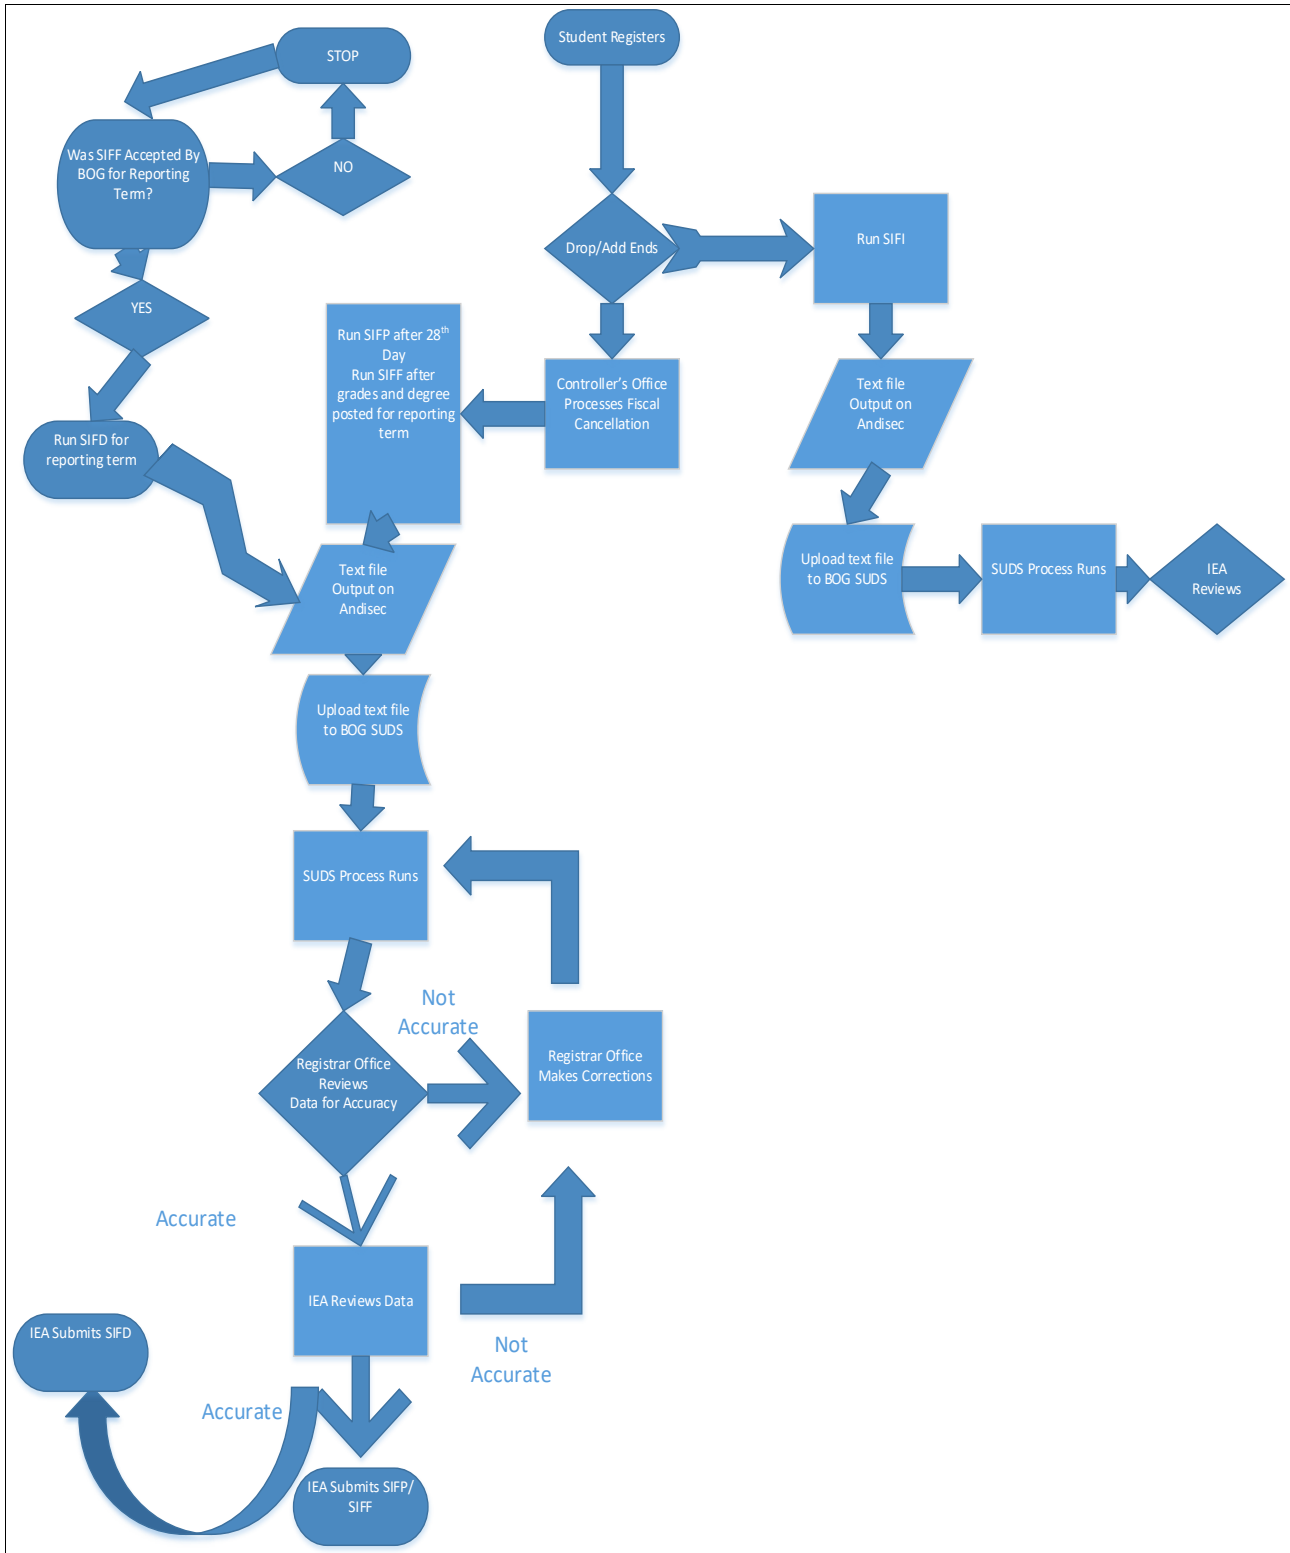 Student Registers
STOP
Was SIFF Accepted By
BOG for Reporting
Term?
NO
Drop/Add Ends
Run SIFI
YES
Run SIFP after 28th
Day
Run SIFF after
grades and degree
posted for reporting
term
Controller's Office
Processes Fiscal
Cancellation
Text file
Output on
Andisec
Run SIFD for
reporting term
Upload text file
to BOG SUDS
SUDS Process Runs
IEA
Reviews
Text file
Output on
Andisec
Upload text file
to BOG SUDS
SUDS Process Runs
Not
Accurate
Registrar Office
Reviews
Data for Accuracy
Registrar Office
Makes Corrections
Accurate
IEA Reviews Data
Not
Accurate
IEA Submits SIFD
Accurate
IEA Submits SIFP/
SIFF